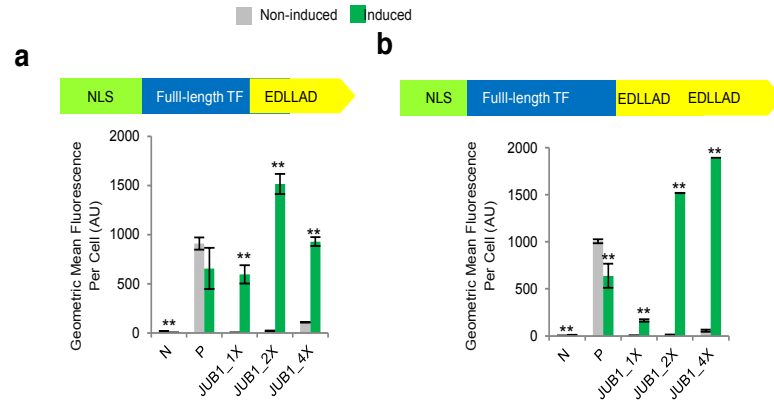 Non-induced Induced
a
NLS Fulll-length TF EDLLAD
Geometric Mean Fluorescence
Per Cell (AU)
2000
1500
1000
500
0
** ** ** **
N P JUB1_1X JUB1_2X JUB1_4X
b
NLS Fulll-length TF EDLLAD EDLLAD
Geometric Mean Fluorescence
Per Cell (AU)
2000
1500
1000
500
0
** ** ** ** **
N P JUB1_1X JUB1_2X JUB1_4X